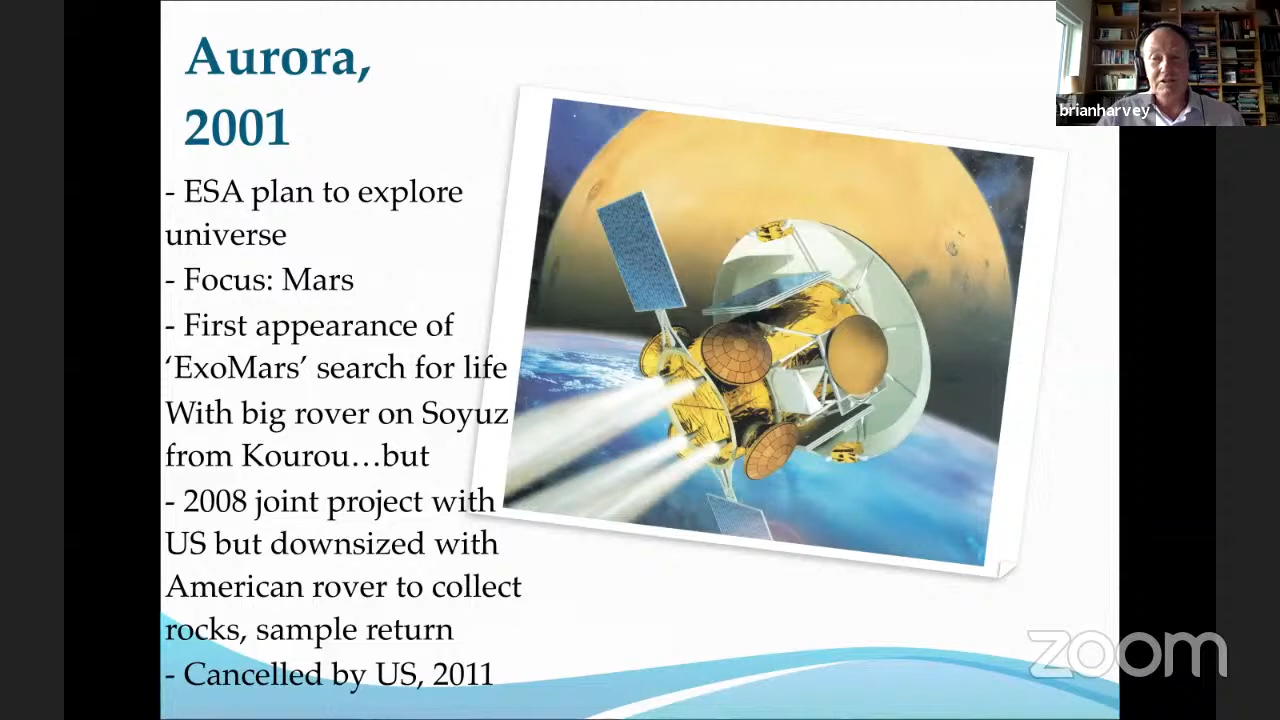 Aurora,
2001
- ESA plan to explore
universe
- Focus: Mars
- First appearance of
‘ExoMars’ search for life
With big rover on Soyuz
from Kourou…but
- 2008 joint project with
US but downsized with
American rover to collect
rocks, sample return
- Cancelled by US, 2011
brianharvey
zoom